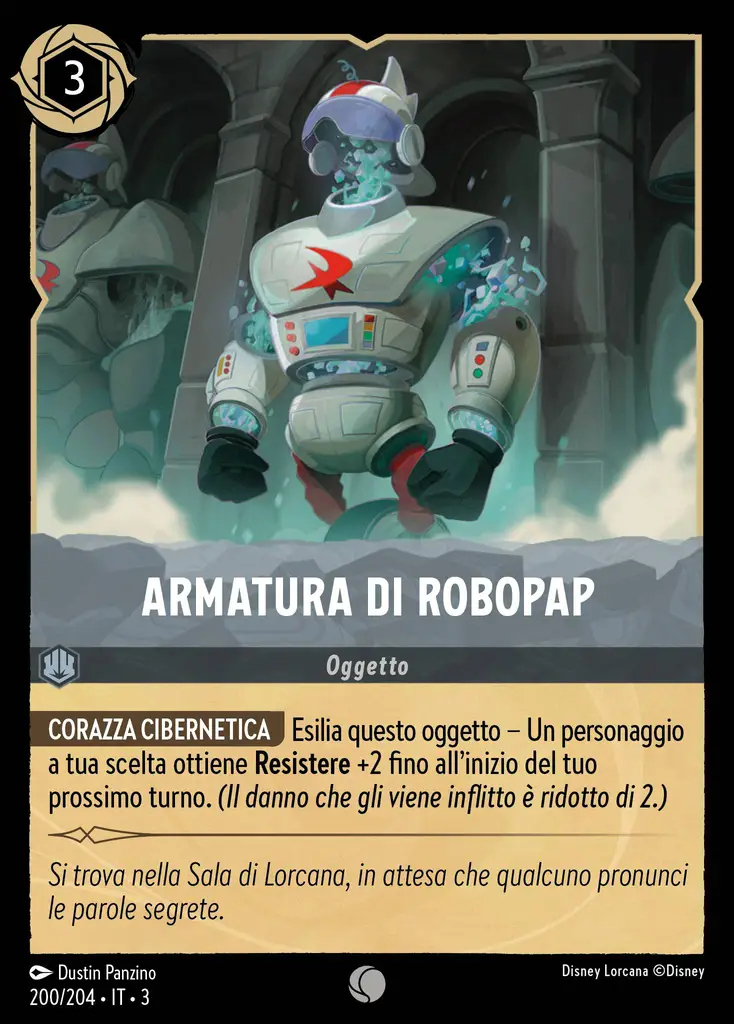 3
ARMATURA DI ROBOPAP
Oggetto
CORAZZA CIBERNETICA Esilia questo oggetto – Un personaggio
a tua scelta ottiene Resistere +2 fino all'inizio del tuo
prossimo turno. (Il danno che gli viene inflitto è ridotto di 2.)
Si trova nella Sala di Lorcana, in attesa che qualcuno pronunci
le parole segrete.
Dustin Panzino
Disney Lorcana ©Disney
200/204 • IT • 3